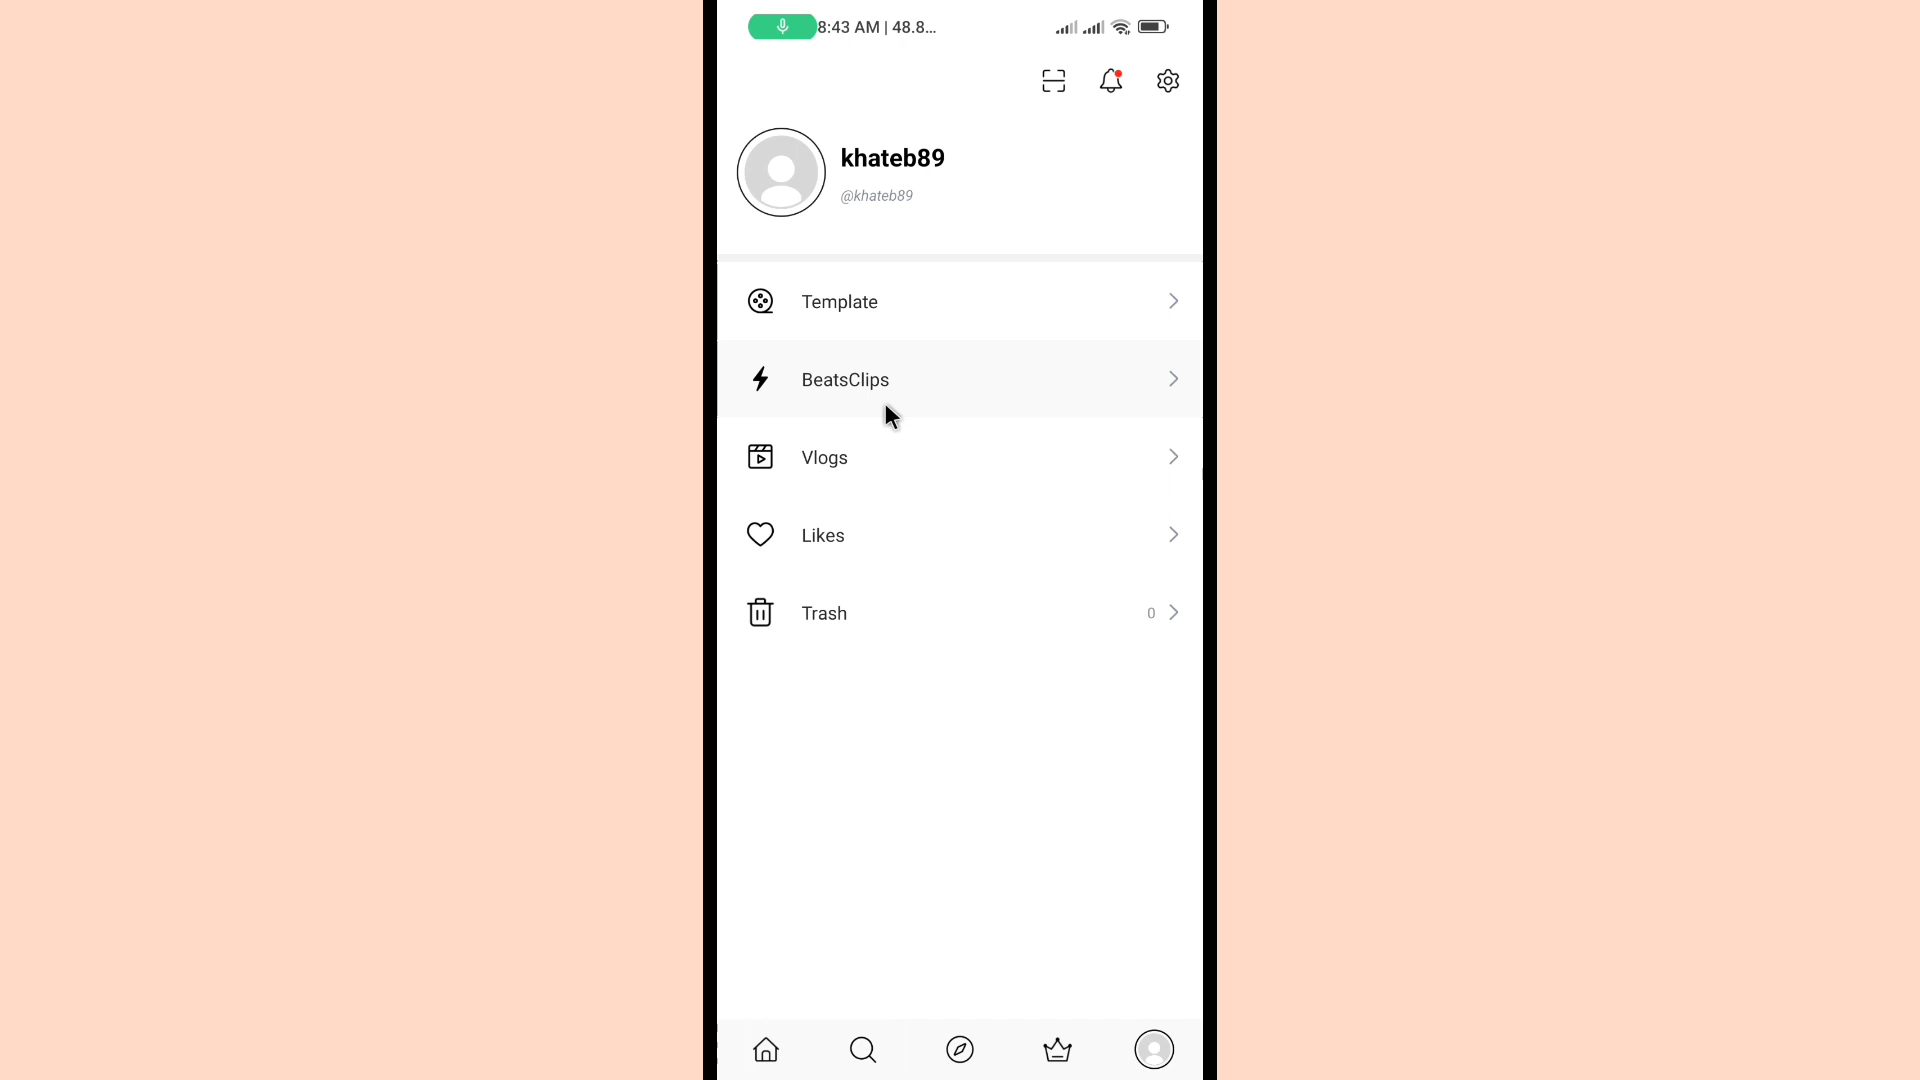 8:43 AM | 48.8...
khateb89
@khateb89
Template
BeatsClips
Vlogs
Likes
Trash
0